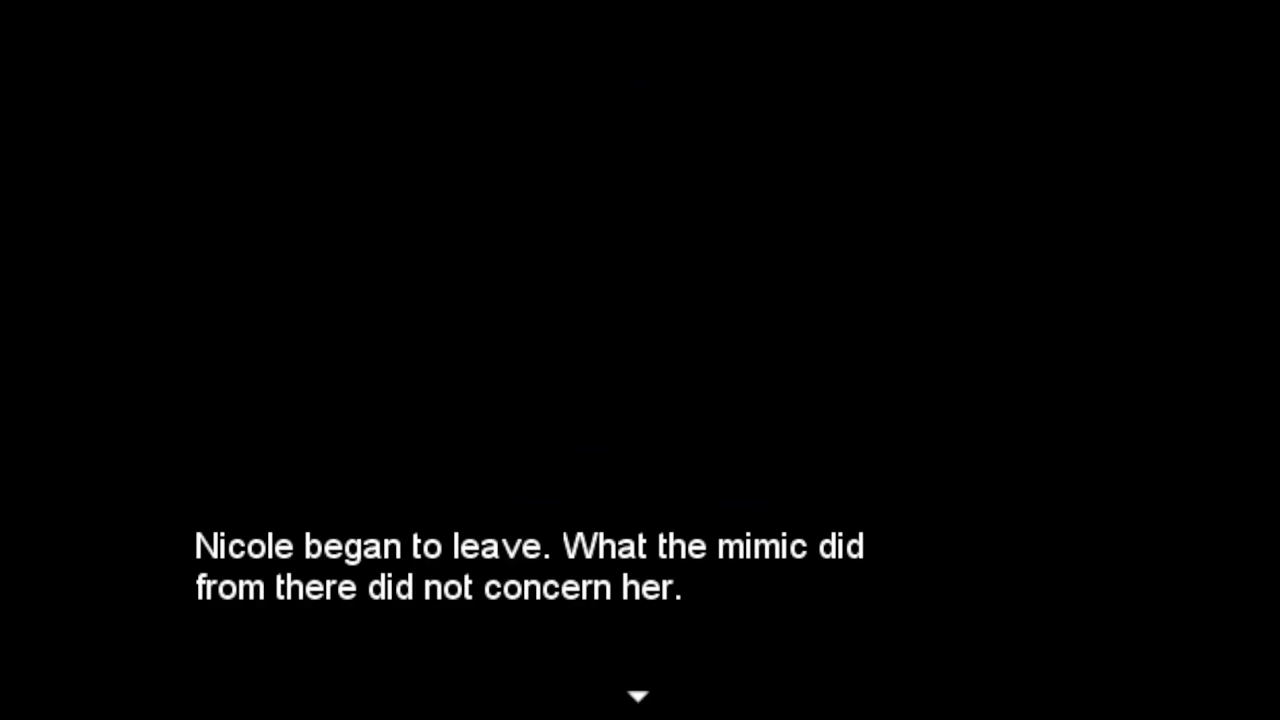 Nicole began to leave. What the mimic did
from there did not concern her.